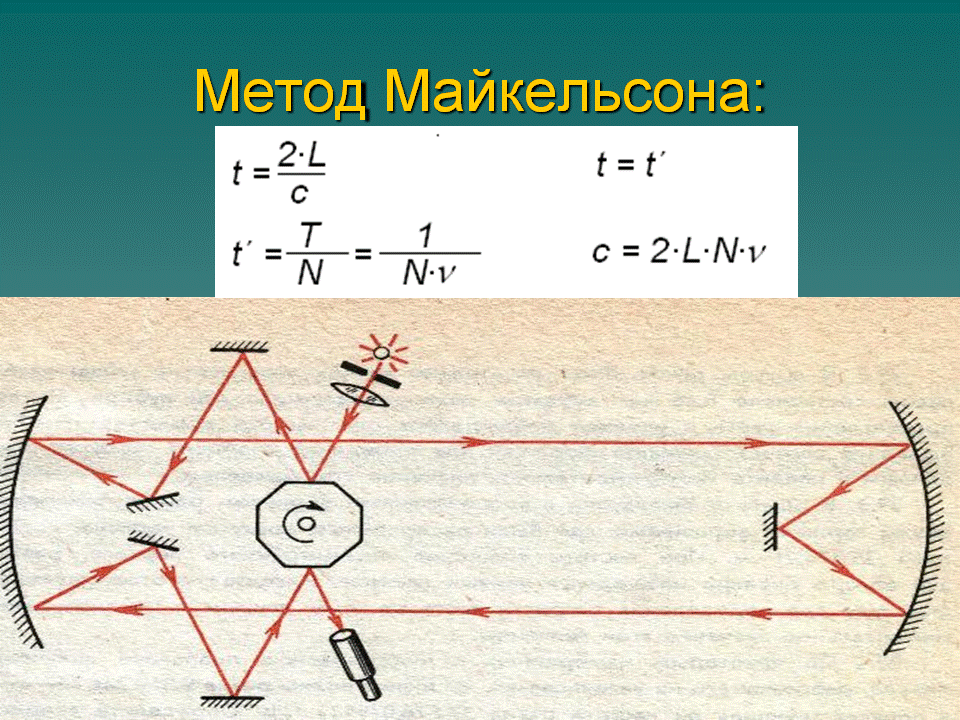 Метод Майкельсона:
t = 2·L/c
t = t′
t′ = T/N = 1/N·ν
c = 2·L·N·ν